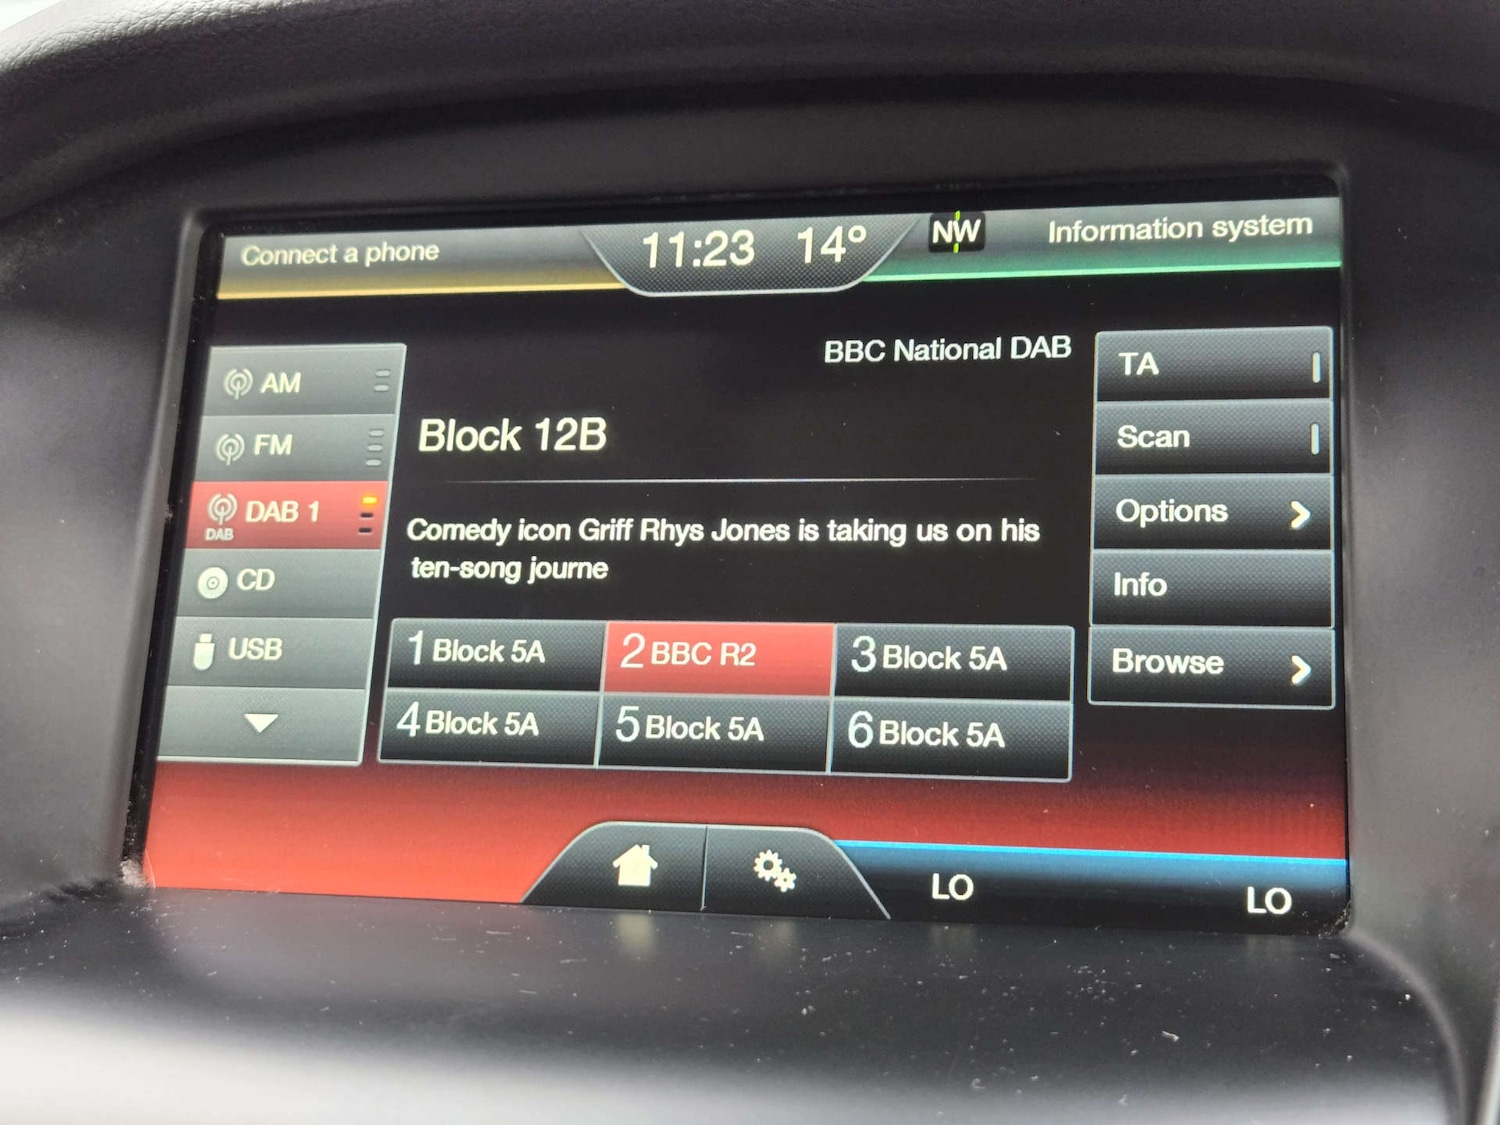 Connect a phone
11:23 14° NW
Information system
BBC National DAB
AM
FM
DAB 1
DAB
CD
USB
Block 12B
Comedy icon Griff Rhys Jones is taking us on his
ten-song journe
1 Block 5A
2 BBC R2
3 Block 5A
4 Block 5A
5 Block 5A
6 Block 5A
TA
Scan
Options
Info
Browse
LO
LO